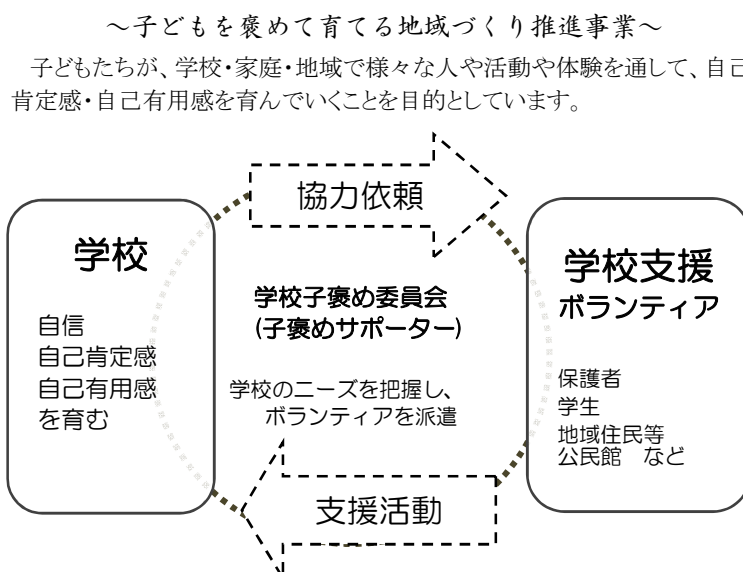 ～子どもを褒めて育てる地域づくり推進事業～
子どもたちが、学校・家庭・地域で様々な人や活動や体験を通して、自己
肯定感・自己有用感を育んでいくことを目的としています。
協力依頼
学校
自信
自己肯定感
自己有用感
を育む
学校子褒め委員会
(子褒めサポーター)
学校のニーズを把握し、
ボランティアを派遣
学校支援
ボランティア
保護者
学生
地域住民等
公民館　など
支援活動